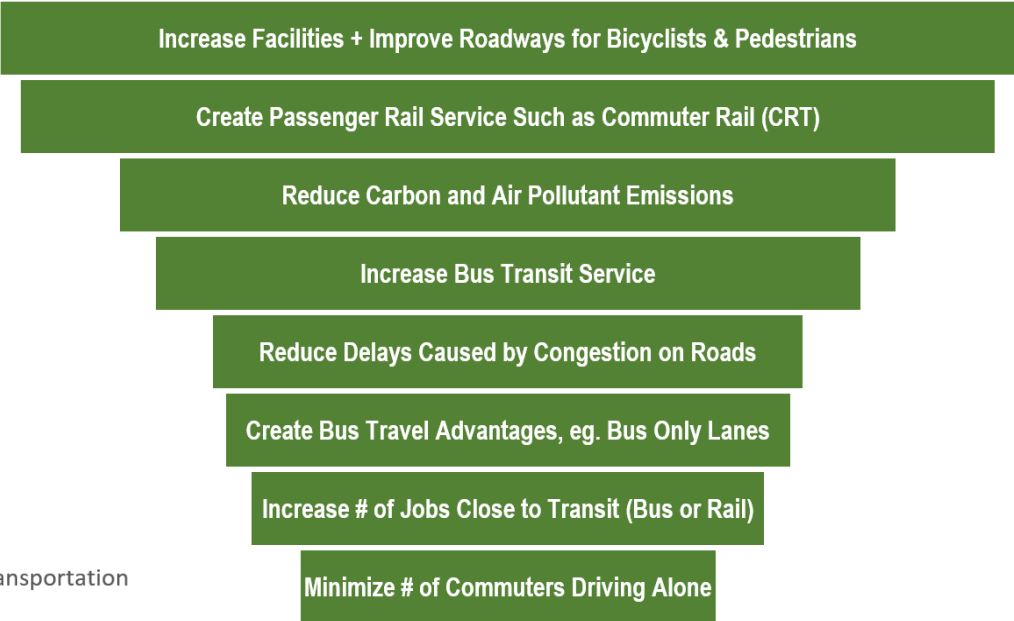 Increase Facilities + Improve Roadways for Bicyclists & Pedestrians
Create Passenger Rail Service Such as Commuter Rail (CRT)
Reduce Carbon and Air Pollutant Emissions
Increase Bus Transit Service
Reduce Delays Caused by Congestion on Roads
Create Bus Travel Advantages, eg. Bus Only Lanes
Increase # of Jobs Close to Transit (Bus or Rail)
ansportation
Minimize # of Commuters Driving Alone